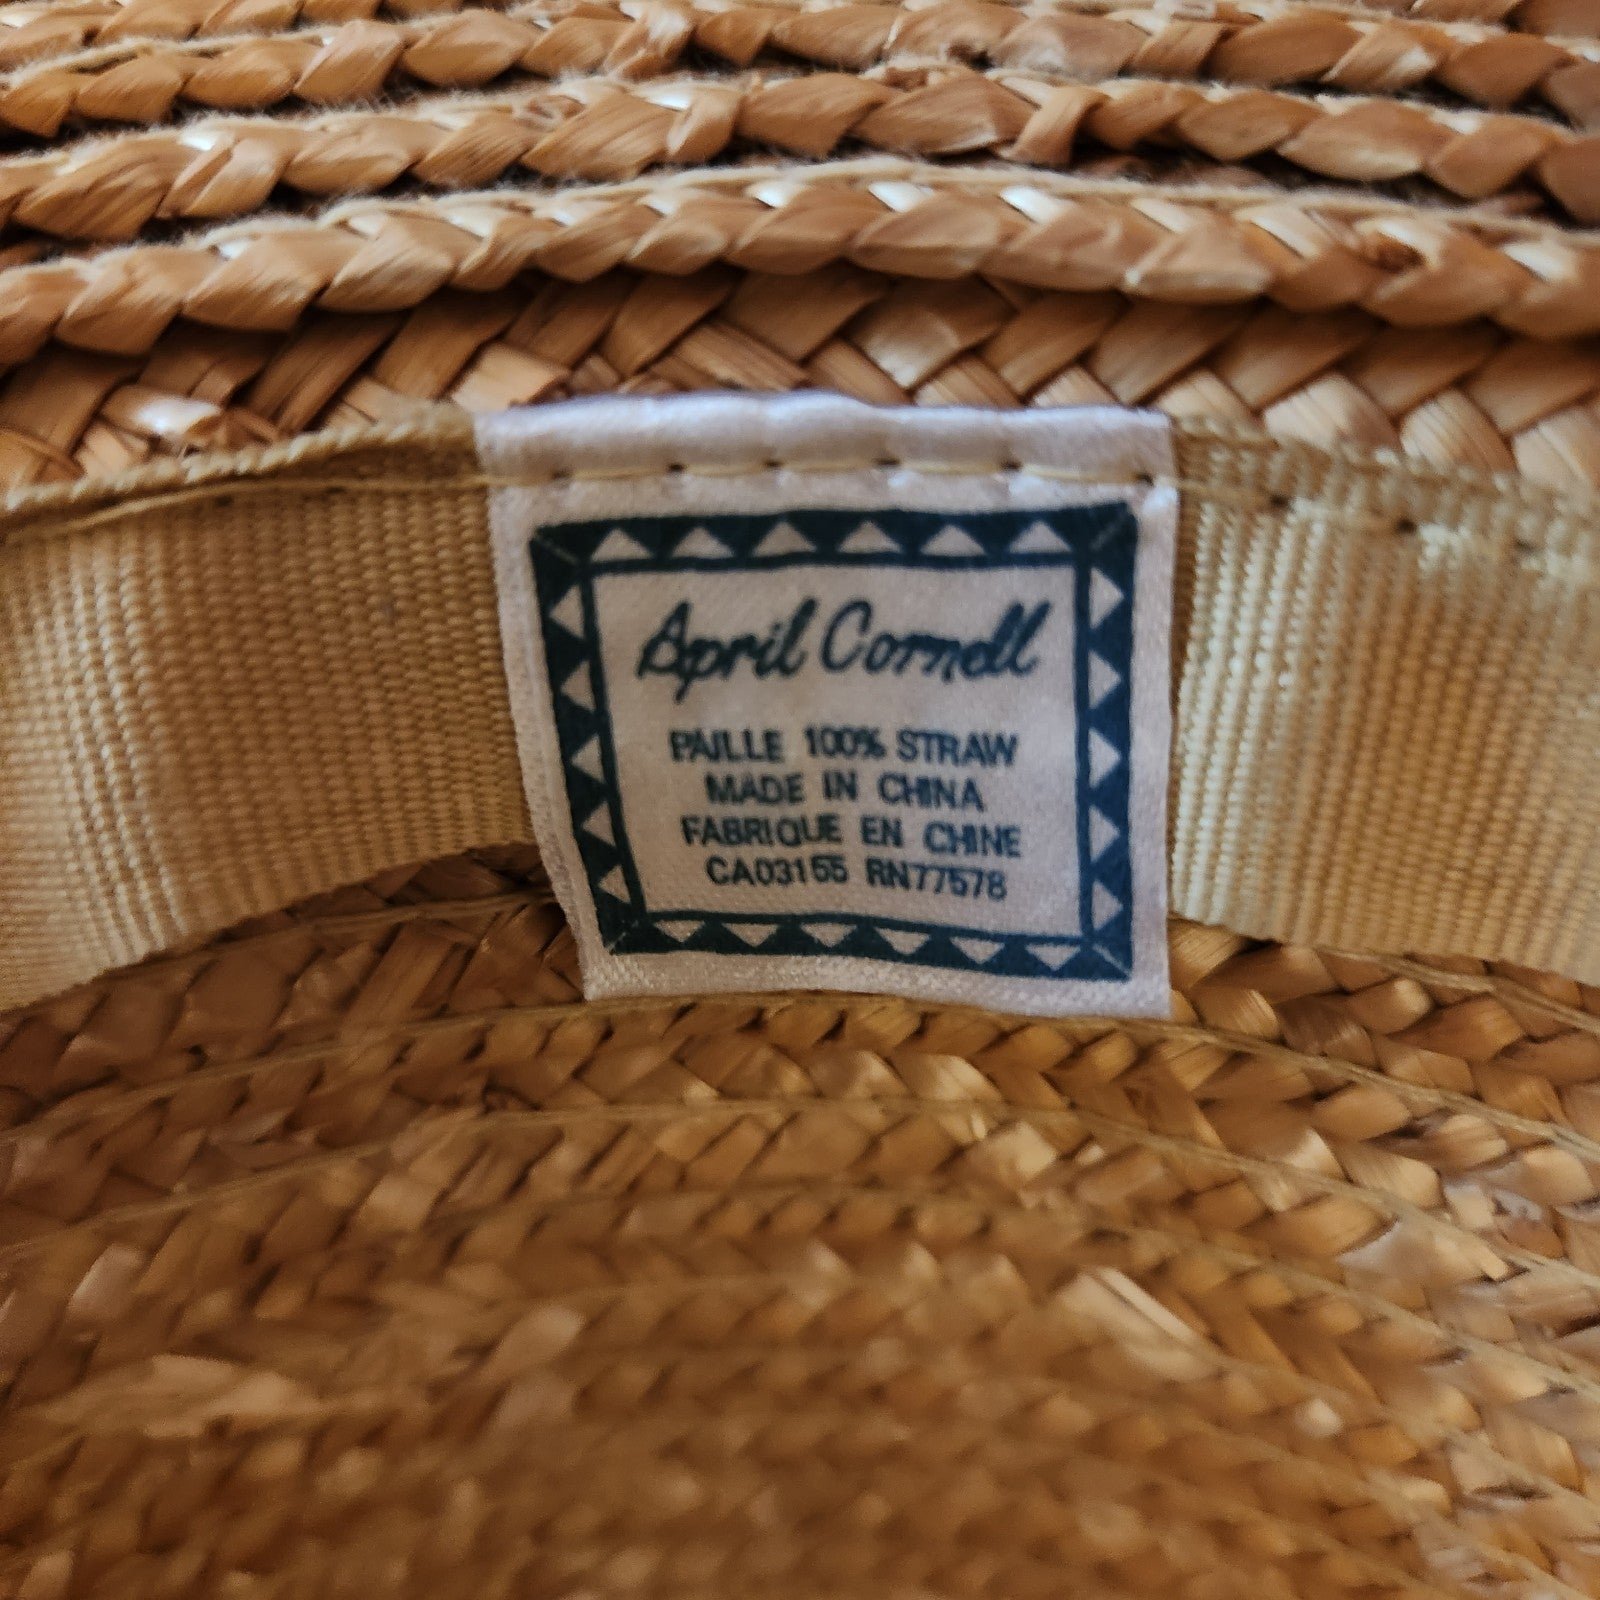 April Cornell
PAILLE 100% STRAW
MADE IN CHINA
FABRIQUE EN CHINE
CA03155 RN77578